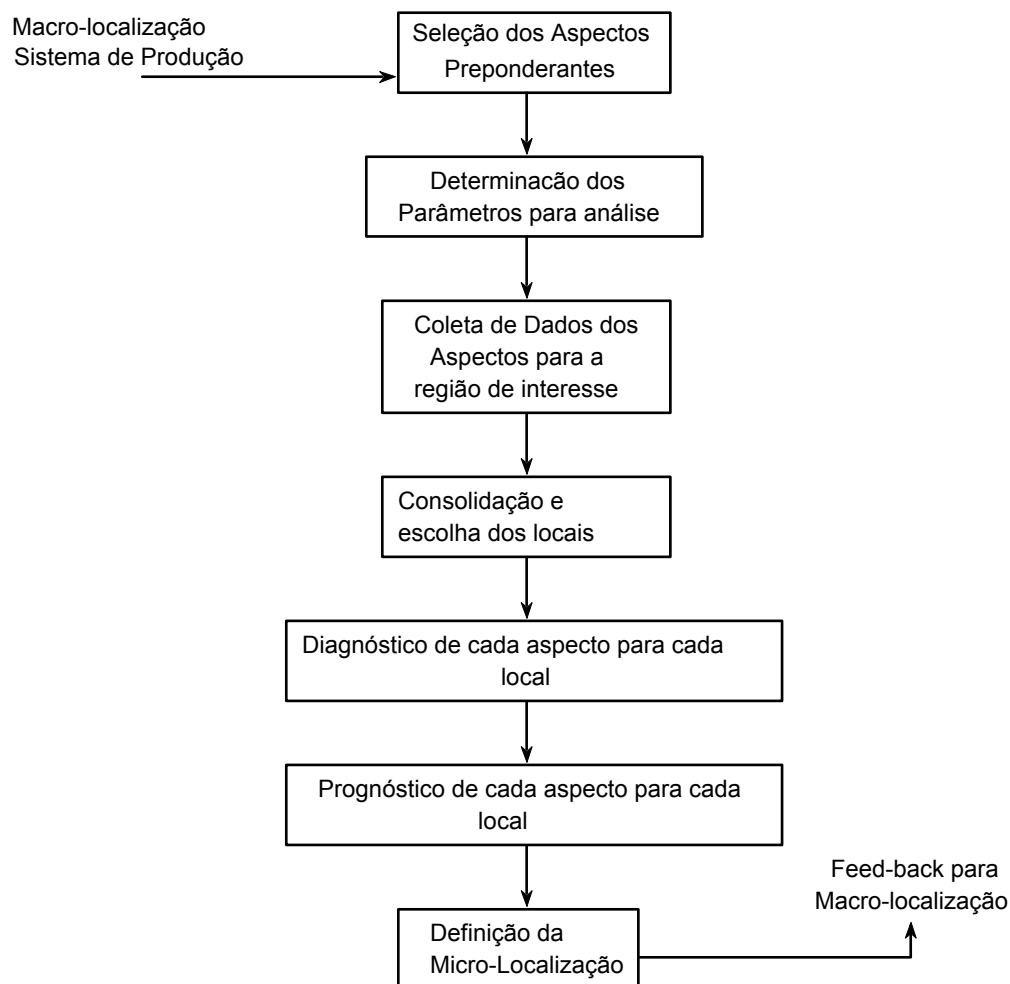 Macro-localização
Sistema de Produção
Seleção dos Aspectos
Preponderantes
Determinacão dos
Parâmetros para análise
Coleta de Dados dos
Aspectos para a
região de interesse
Consolidação e
escolha dos locais
Diagnóstico de cada aspecto para cada
local
Prognóstico de cada aspecto para cada
local
Feed-back para
Macro-localização
Definição da
Micro-Localização